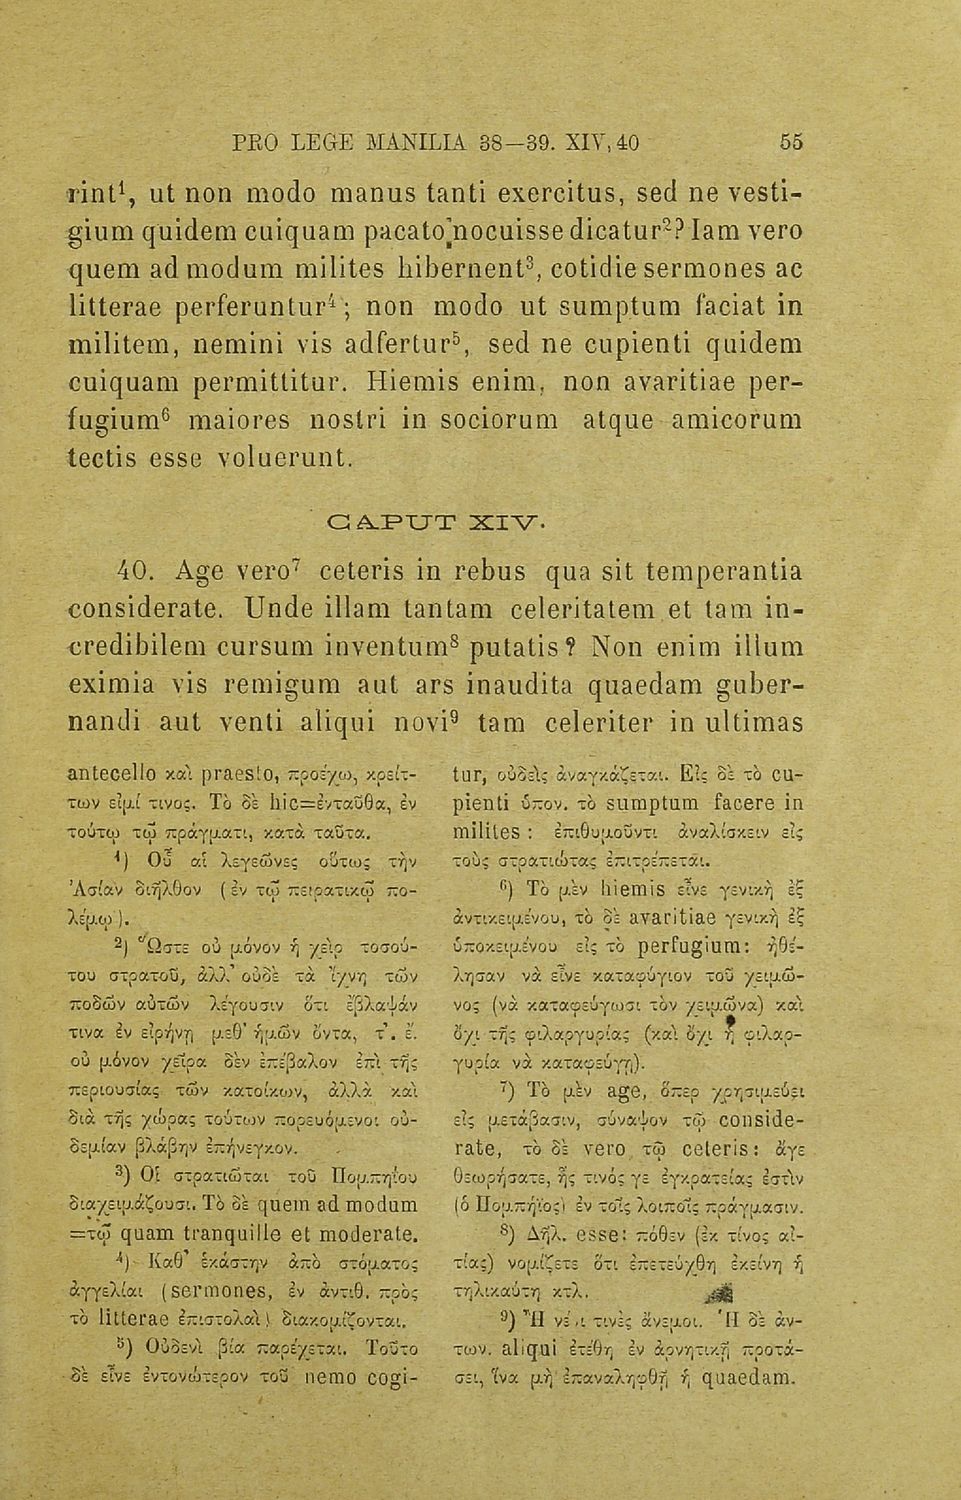 PRO LEGE MANILIA 38—39. XIV, 40 55
rint¹, ut non modo manus tanti exercitus, sed ne vesti-
gium quidem cuiquam pacato nocuisse dicatur²? Iam vero
quem ad modum milites hibernent³, cotidie sermones ac
litterae perferuntur⁴; non modo ut sumptum faciat in
militem, nemini vis adfertur⁵, sed ne cupienti quidem
cuiquam permittitur. Hiemis enim, non avaritiae per-
fugium⁶ maiores nostri in sociorum atque amicorum
tectis esse voluerunt.
CAPUT XIV.
40. Age vero⁷ ceteris in rebus qua sit temperantia
considerate. Unde illam tantam celeritatem et tam in-
credibilem cursum inventum⁸ putatis? Non enim illum
eximia vis remigum aut ars inaudita quaedam guber-
nandi aut venti aliqui novi⁹ tam celeriter in ultimas
antecello καὶ praesto, προέχω, κρείτ-
των εἰμί τινος. Τὸ δὲ hic=ἐνταῦθα, ἐν
τούτῳ τῷ πράγματι, κατὰ ταῦτα.
¹) Οὗ αἱ λεγεῶνες οὕτως τὴν
Ἀσίαν διῆλθον (ἐν τῷ πειρατικῷ πο-
λέμῳ).
²) Ὥστε οὐ μόνον ἡ χεὶρ τοσού-
του στρατοῦ, ἀλλ' οὐδὲ τὰ ἴχνη τῶν
ποδῶν αὐτῶν λέγουσιν ὅτι ἔβλαψάν
τινα ἐν εἰρήνῃ μεθ' ἡμῶν ὄντα, τ. ἔ.
οὐ μόνον χεῖρα δὲν ἐπέβαλον ἐπὶ τῆς
περιουσίας τῶν κατοίκων, ἀλλὰ καὶ
διὰ τῆς χώρας τούτων πορευόμενοι οὐ-
δεμίαν βλάβην ἐπήνεγκον.
³) Οἱ στρατιῶται τοῦ Πομπηΐου
διαχειμάζουσι. Τὸ δὲ quem ad modum
=τῷ quam tranquille et moderate.
⁴) Καθ' ἑκάστην ἀπὸ στόματος
ἀγγελίαι (sermones, ἐν ἀντιθ. πρὸς
τὸ litterae ἐπιστολαὶ) διακομίζονται.
⁵) Οὐδενὶ βία παρέχεται. Τοῦτο
δὲ εἶνε ἐντονώτερον τοῦ nemo cogi-
tur, οὐδεὶς ἀναγκάζεται. Εἰς δὲ τὸ cu-
pienti ὑπον. τὸ sumptum facere in
milites: ἐπιθυμοῦντι ἀναλίσκειν εἰς
τοὺς στρατιώτας ἐπιτρέπεται.
⁶) Τὸ μὲν hiemis εἶνε γενικὴ ἐξ
ἀντικειμένου, τὸ δὲ avaritiae γενικὴ ἐξ
ὑποκειμένου εἰς τὸ perfugium: ἠθέ-
λησαν νὰ εἶνε καταφύγιον τοῦ χειμῶ-
νος (νὰ καταφεύγωσι τὸν χειμῶνα) καὶ
ὄχι τῆς φιλαργυρίας (καὶ ὄχι ἡ φιλαρ-
γυρία νὰ καταφεύγῃ).
⁷) Τὸ μὲν age, ὅπερ χρησιμεύει
εἰς μετάβασιν, σύναψον τῷ conside-
rate, τὸ δὲ vero τῷ ceteris: ἄγε
θεωρήσατε, ἧς τινός γε ἐγκρατείας ἐστὶν
(ὁ Πομπήϊος) ἐν τοῖς λοιποῖς πράγμασιν.
⁸) Δηλ. esse: πόθεν (ἐκ τίνος αἰ-
τίας) νομίζετε ὅτι ἐπετεύχθη ἐκείνη ἡ
τηλικαύτη κτλ.
⁹) Ἢ νέοι τινὲς ἄνεμοι. Ἡ δὲ ἀν-
των. aliqui ἐτέθη ἐν ἀρνητικῇ προτά-
σει, ἵνα μὴ ἐπαναληφθῇ ἡ quaedam.